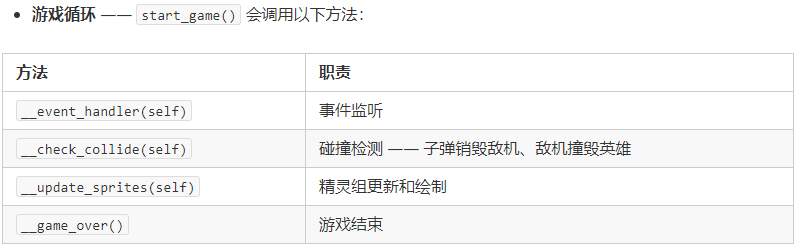 • 游戏循环 —— start_game() 会调用以下方法：
方法 职责
__event_handler(self) 事件监听
__check_collide(self) 碰撞检测 —— 子弹销毁敌机、敌机撞毁英雄
__update_sprites(self) 精灵组更新和绘制
__game_over() 游戏结束